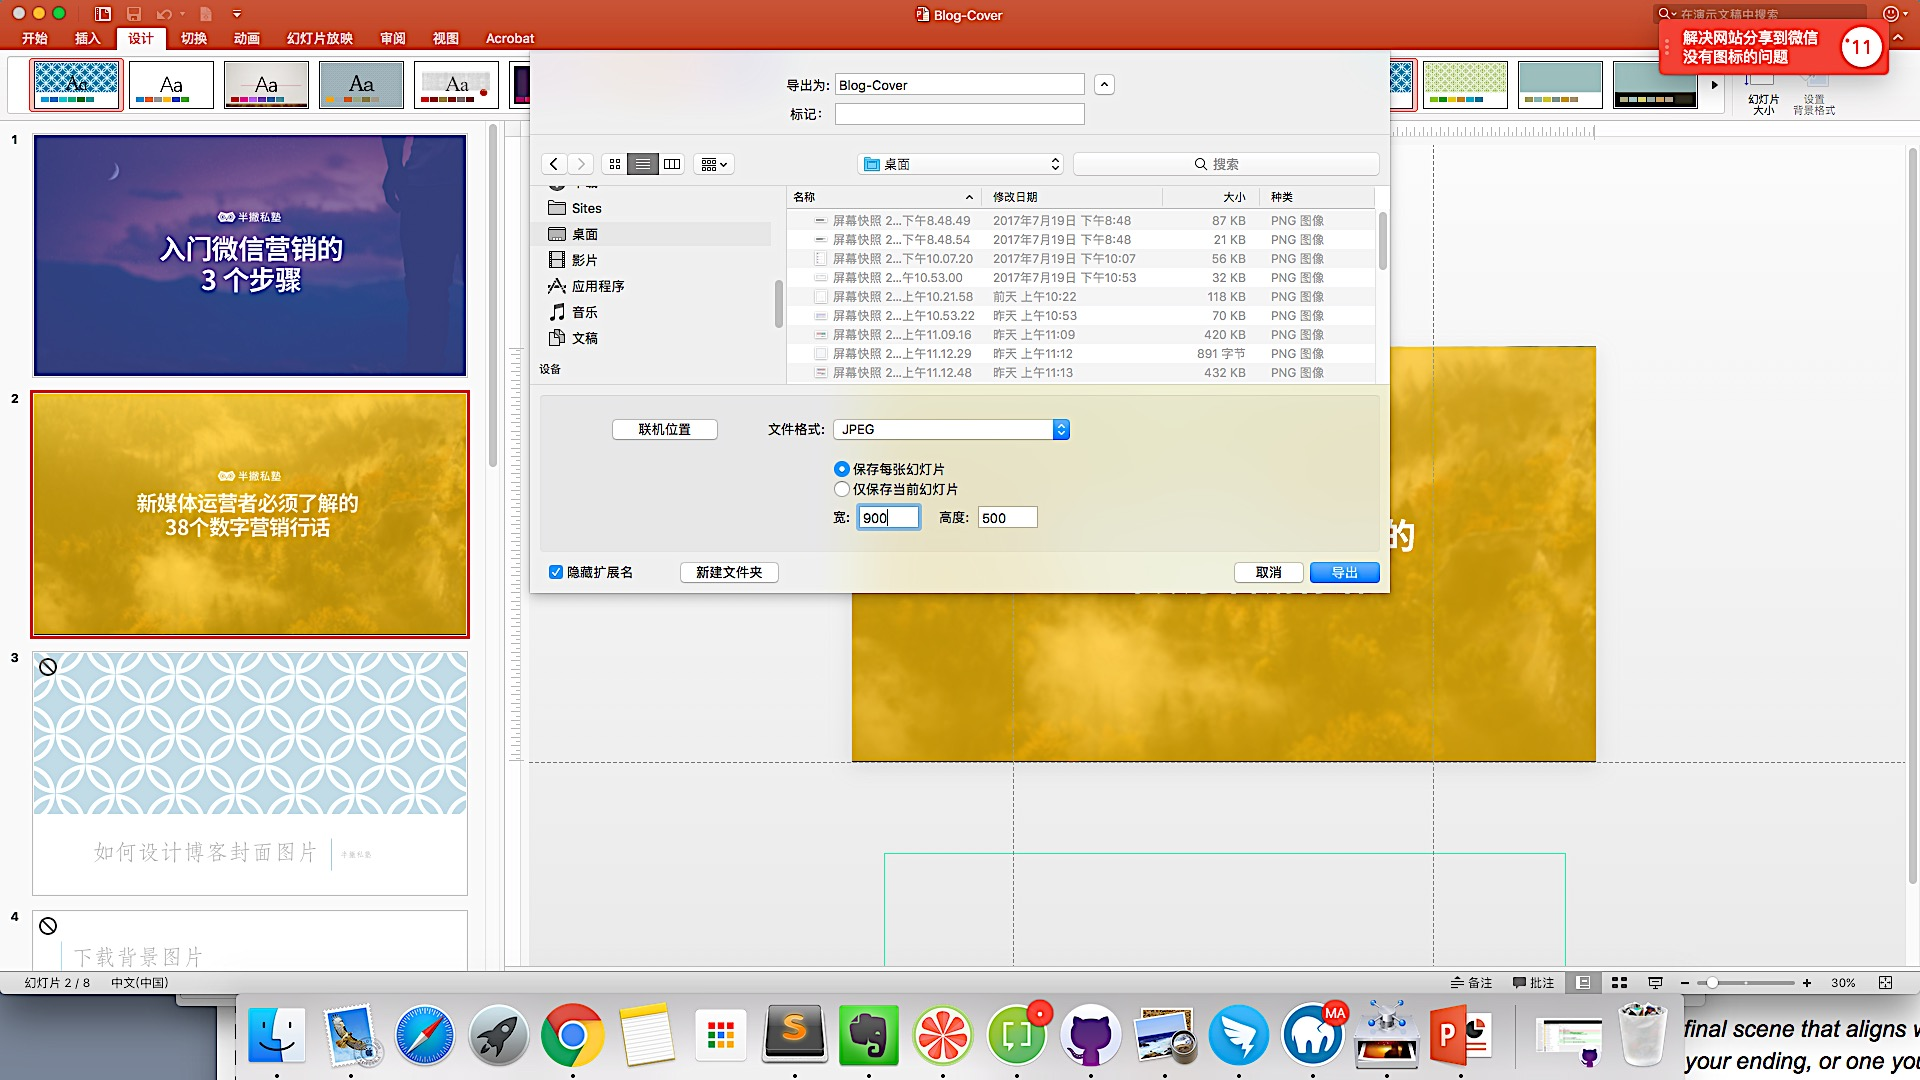 Blog-Cover
在演示文稿中搜索
开始 插入 设计 切换 动画 幻灯片放映 审阅 视图 Acrobat
解决网站分享到微信
没有图标的问题
11
Aa Aa Aa Aa Aa
幻灯片
大小
设置
背景格式
导出为: Blog-Cover
标记:
桌面
搜索
Sites
桌面
影片
应用程序
音乐
文稿
设备
名称 修改日期 大小 种类
屏幕快照 2...下午8.48.49 2017年7月19日 下午8:48 87 KB PNG 图像
屏幕快照 2...下午8.48.54 2017年7月19日 下午8:48 21 KB PNG 图像
屏幕快照 2...下午10.07.20 2017年7月19日 下午10:07 56 KB PNG 图像
屏幕快照 2...午10.53.00 2017年7月19日 下午10:53 32 KB PNG 图像
屏幕快照 2...上午10.21.58 前天 上午10:22 118 KB PNG 图像
屏幕快照 2...上午10.53.22 昨天 上午10:53 70 KB PNG 图像
屏幕快照 2...上午11.09.16 昨天 上午11:09 420 KB PNG 图像
屏幕快照 2...上午11.12.29 昨天 上午11:12 891 字节 PNG 图像
屏幕快照 2...上午11.12.48 昨天 上午11:13 432 KB PNG 图像
联机位置 文件格式: JPEG
保存每张幻灯片
仅保存当前幻灯片
宽: 900 高度: 500
隐藏扩展名 新建文件夹 取消 导出
1
半撇私塾
入门微信营销的
3 个步骤
2
半撇私塾
新媒体运营者必须了解的
38个数字营销行话
3
如何设计博客封面图片
半撇私塾
4
下载背景图片
的
幻灯片 2 / 8 中文(中国) 备注 批注 30%
MA
final scene that aligns
your ending, or one you